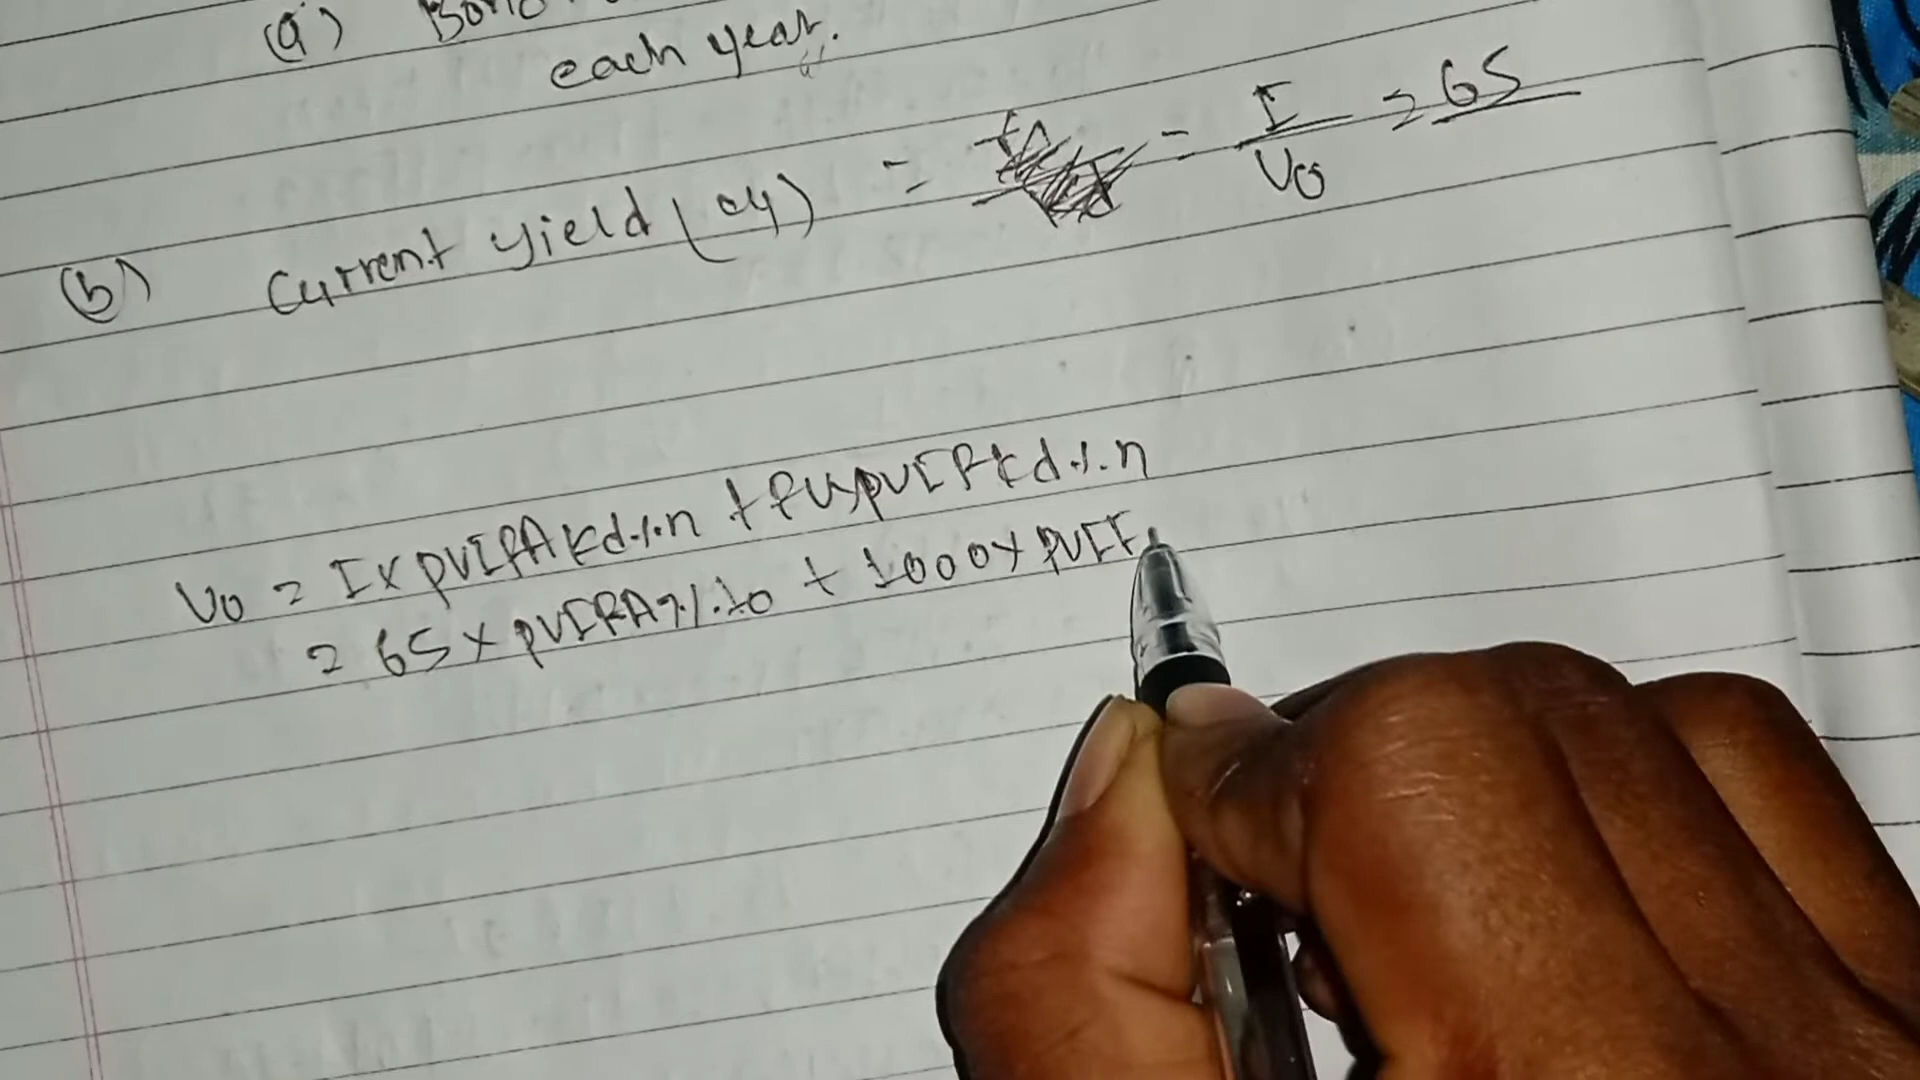 (a)
each year.
(b) Current yield (cy) = = I/V0 = 65
V0 = I x PVIFA kd%.n + FV x PVIF kd%.n
= 65 x PVIFA 7%.10 + 1000 x PVIF